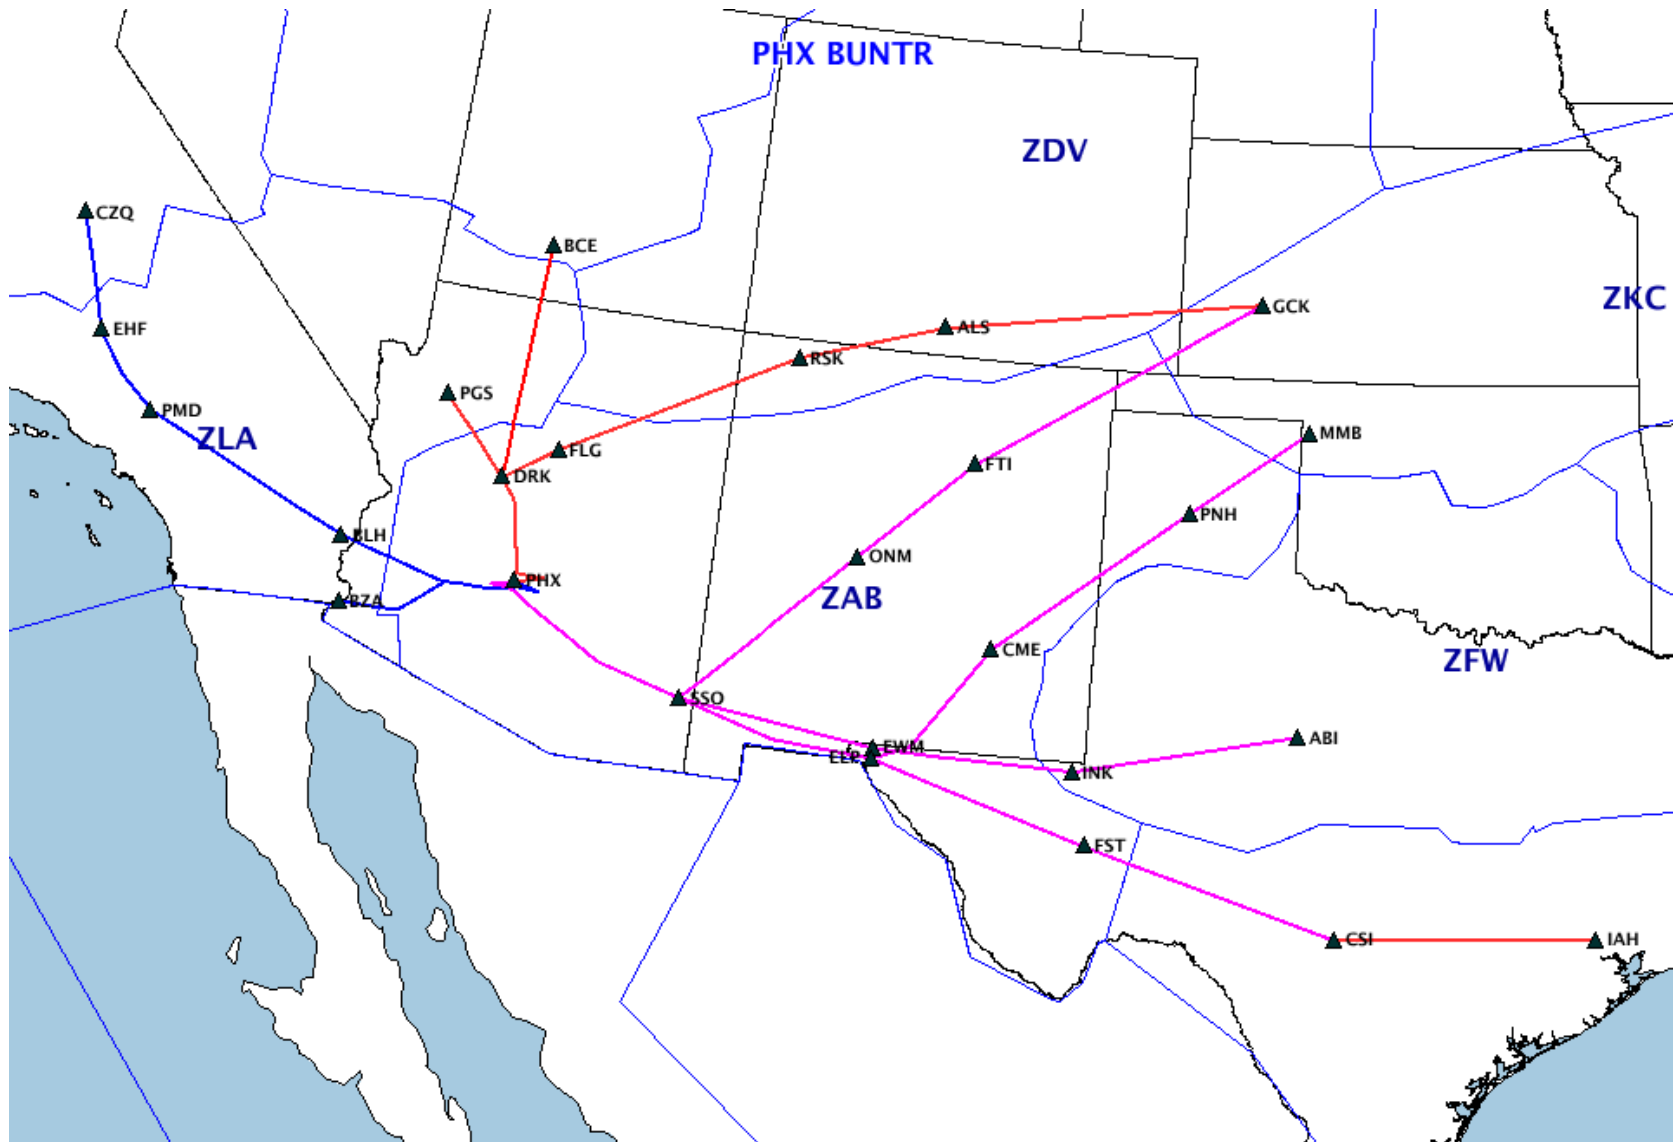 PHX BUNTR
ZDV
CZQ
BCE
ZKC
GCK
EHF
ALS
RSK
PGS
PMD
ZLA
MMB
FLG
FTI
DRK
PNH
BLH
ONM
PHX
ZAB
BZA
CME
ZFW
SSO
ABI
EWM
ELP
INK
FST
CSI
IAH